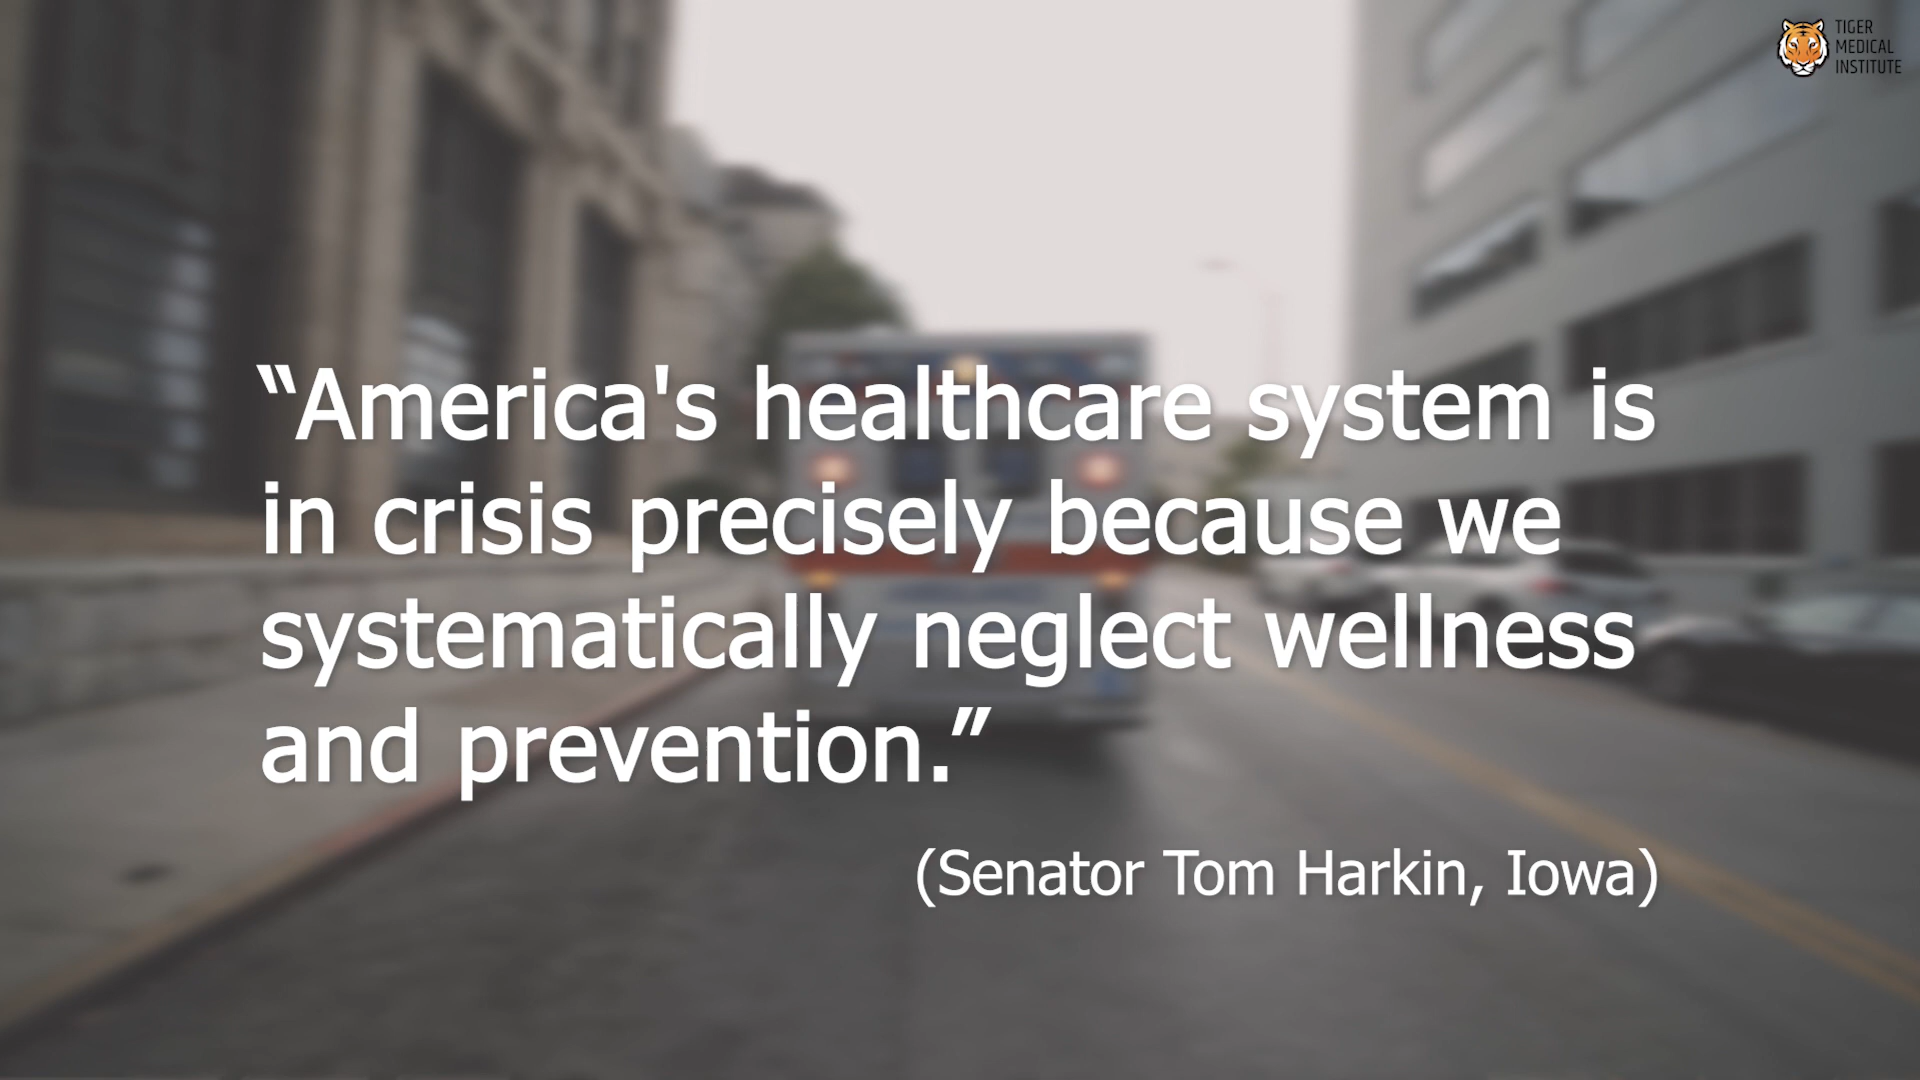 TIGER
MEDICAL
INSTITUTE
“America's healthcare system is
in crisis precisely because we
systematically neglect wellness
and prevention.”
(Senator Tom Harkin, Iowa)